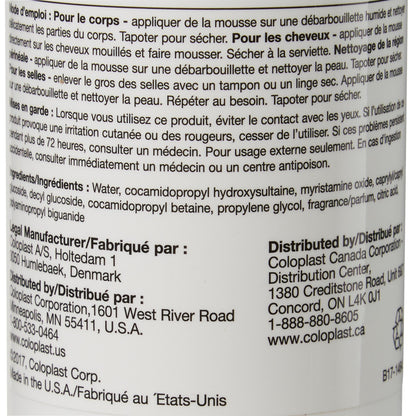 Mode d'emploi : Pour le corps - appliquer de la mousse sur une débarbouillette humide et nettoyer
délicatement les parties du corps. Tapoter pour sécher. Pour les cheveux - appliquer de la mousse
directement sur les cheveux mouillés et faire mousser. Sécher à la serviette. Nettoyage de la région
périnéale - appliquer de la mousse sur une débarbouillette et nettoyer la peau. Tapoter pour sécher.
Pour les selles - enlever le gros des selles avec un tampon ou un linge sec. Appliquer de la mousse
sur une débarbouillette et nettoyer la peau. Répéter au besoin. Tapoter pour sécher.
Mises en garde : Lorsque vous utilisez ce produit, éviter le contact avec les yeux. Si l'utilisation de ce
produit provoque une irritation cutanée ou des rougeurs, cesser de l'utiliser. Si ces problèmes persistent
pendant plus de 72 heures, consulter un médecin. Pour usage externe seulement. En cas d'ingestion
accidentelle, consulter immédiatement un médecin ou un centre antipoison.
Ingredients/Ingrédients : Water, cocamidopropyl hydroxysultaine, myristamine oxide, caprylyl/capryl
glucoside, decyl glucoside, cocamidopropyl betaine, propylene glycol, fragrance/parfum, citric acid,
polyaminopropyl biguanide
Legal Manufacturer/Fabriqué par :
Coloplast A/S, Holtedam 1
3050 Humlebaek, Denmark
Distributed by/Distribué par :
Coloplast Corporation,1601 West River Road
Minneapolis, MN 55411, U.S.A.
1-800-533-0464
www.coloplast.us
©2017, Coloplast Corp.
Made in the U.S.A./Fabriqué au ´Etats-Unis
Distributed by/Distribué par :
Coloplast Canada Corporation
Distribution Center,
1380 Creditstone Road, Unit
Concord, ON L4K 0J1
1-888-880-8605
www.coloplast.ca